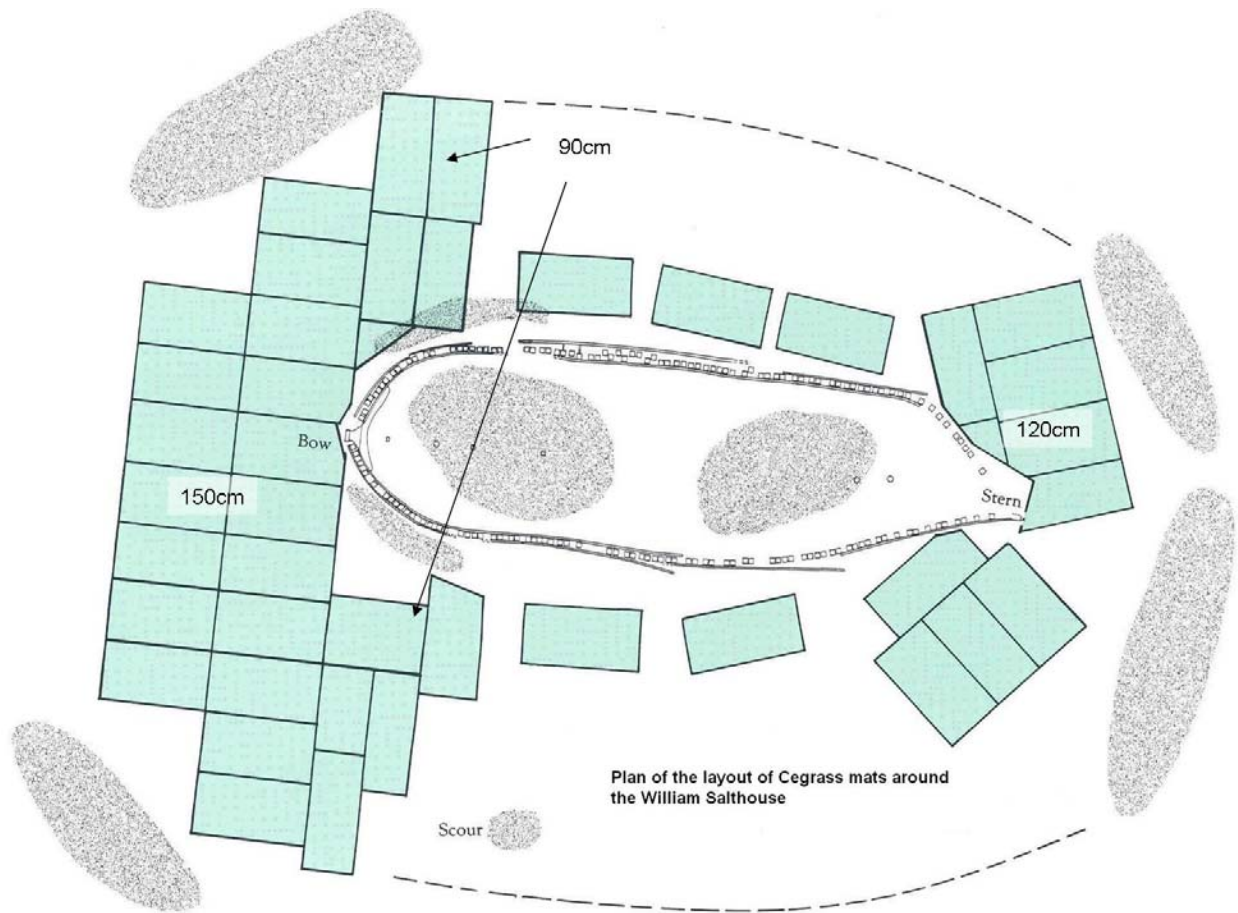 90cm
Bow
120cm
150cm
Stern
Plan of the layout of Cegrass mats around
the William Salthouse
Scour